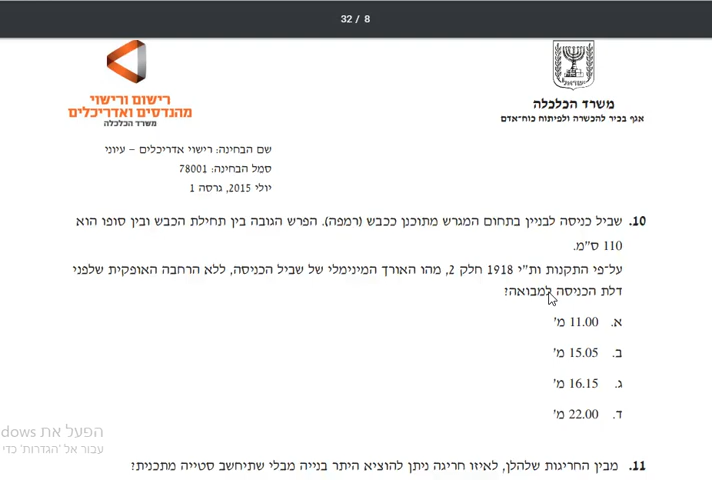 32 / 8
רישום ורישוי
מהנדסים ואדריכלים
משרד הכלכלה
משרד הכלכלה
אגף בכיר להכשרה ולפיתוח כוח־אדם
שם הבחינה: רישוי אדריכלים – עיוני
סמל הבחינה: 78001
יולי 2015, גרסה 1
10. שביל כניסה לבניין בתחום המגרש מתוכנן ככבש (רמפה). הפרש הגובה בין תחילת הכבש ובין סופו הוא
110 ס"מ.
על־פי התקנות ות"י 1918 חלק 2, מהו האורך המינימלי של שביל הכניסה, ללא הרחבה האופקית שלפני
דלת הכניסה למבואה?
א. 11.00 מ'
ב. 15.05 מ'
ג. 16.15 מ'
ד. 22.00 מ'
הפעל את dows
עבור אל 'הגדרות' כדי
11. מבין החריגות שלהלן, לאיזו חריגה ניתן להוציא היתר בנייה מבלי שתיחשב סטייה מתכנית?